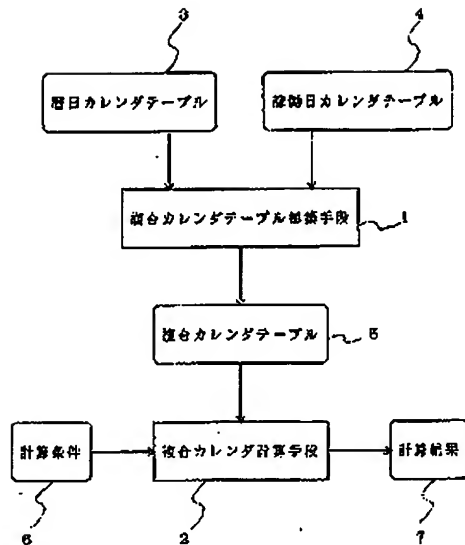 3
4
暦日カレンダテーブル
稼働日カレンダテーブル
複合カレンダテーブル構築手段
1
複合カレンダテーブル
5
計算条件
複合カレンダ計算手段
計算結果
6
2
7